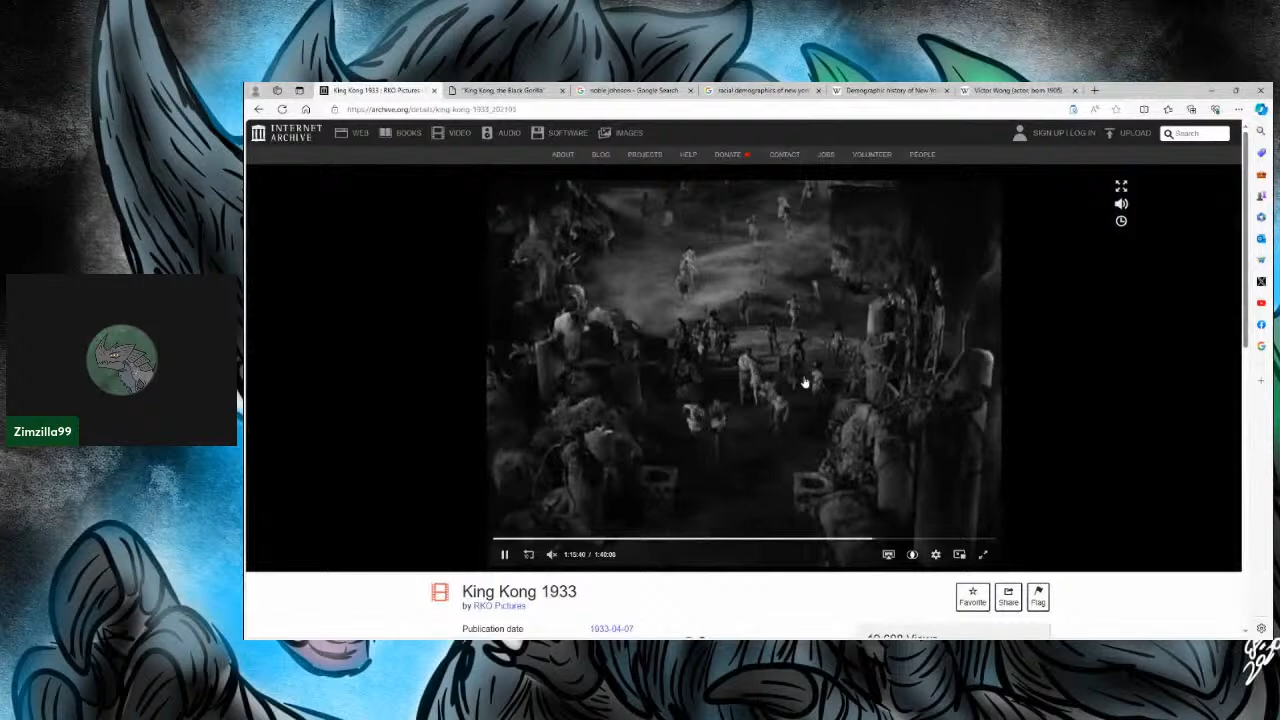 King Kong 1933 : RKO Pictures
"King Kong, the Black Gorilla"
noble johnson - Google Search
racial demographics of new yor
Demographic history of New Yo
Victor Wong (actor, born 1906)
https://archive.org/details/king-kong-1933_202103
INTERNET ARCHIVE
WEB
BOOKS
VIDEO
AUDIO
SOFTWARE
IMAGES
SIGN UP | LOG IN
UPLOAD
Search
ABOUT
BLOG
PROJECTS
HELP
DONATE
CONTACT
JOBS
VOLUNTEER
PEOPLE
Zimzilla99
1:15:40 / 1:40:08
King Kong 1933
by RKO Pictures
Favorite
Share
Flag
Publication date
1933-04-07